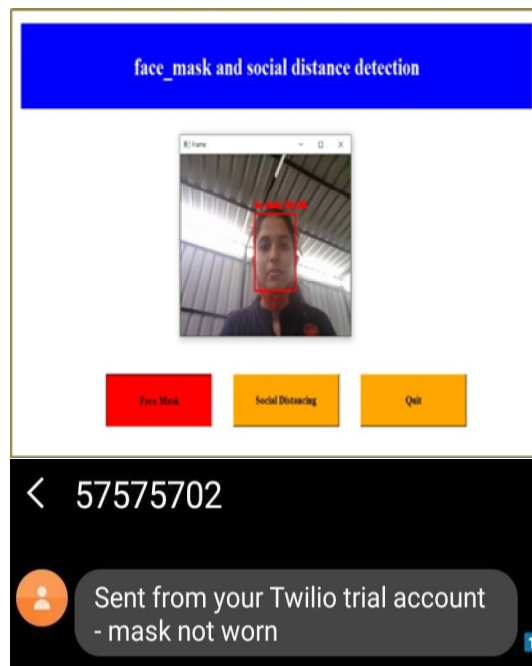 face_mask and social distance detection
Frame
Face Mask
Social Distancing
Quit
57575702
Sent from your Twilio trial account
- mask not worn